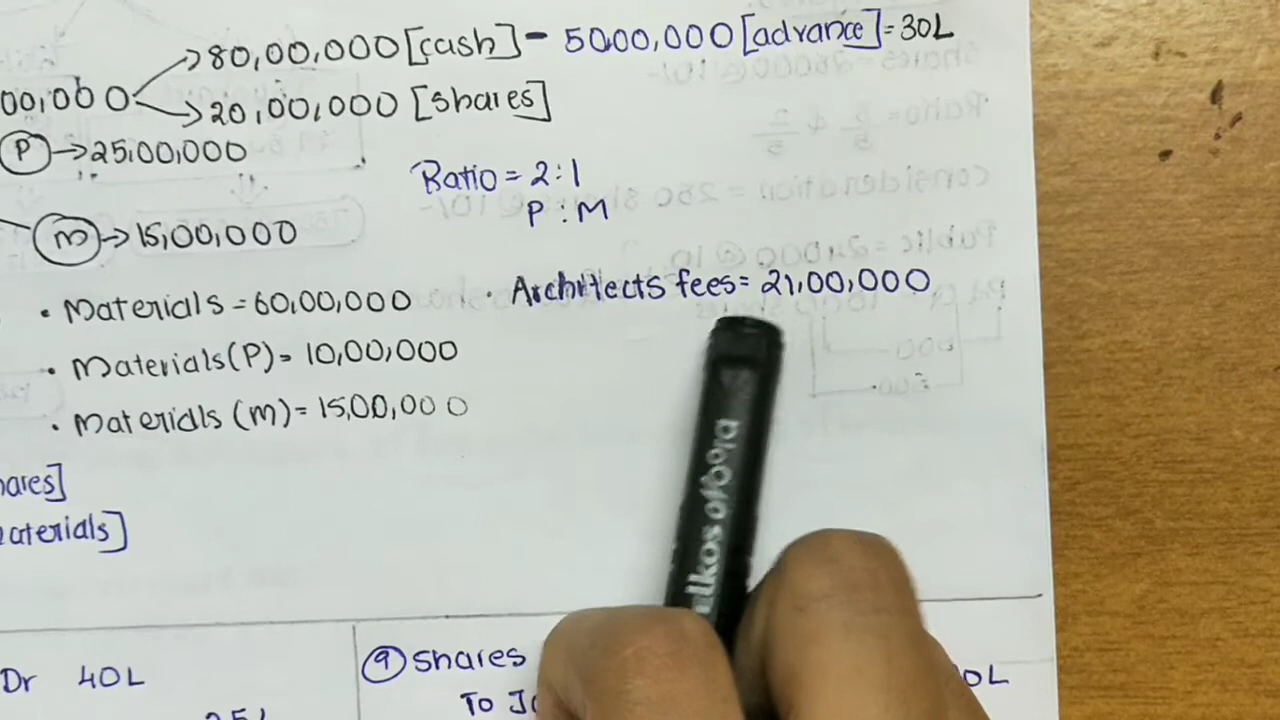 →80,00,000[cash]- 5000,000[advance]=30L
00,000
→20,00,000 [shares]
P →25,00,000
Ratio = 2:1
P : M
M →15,00,000
• Materials = 60,00,000
• Architects fees= 21,00,000
• Materials(P)= 10,00,000
• Materials (M)= 15,00,000
ares]
aterials]
Dr 40L
9 shares
To Jo
0L